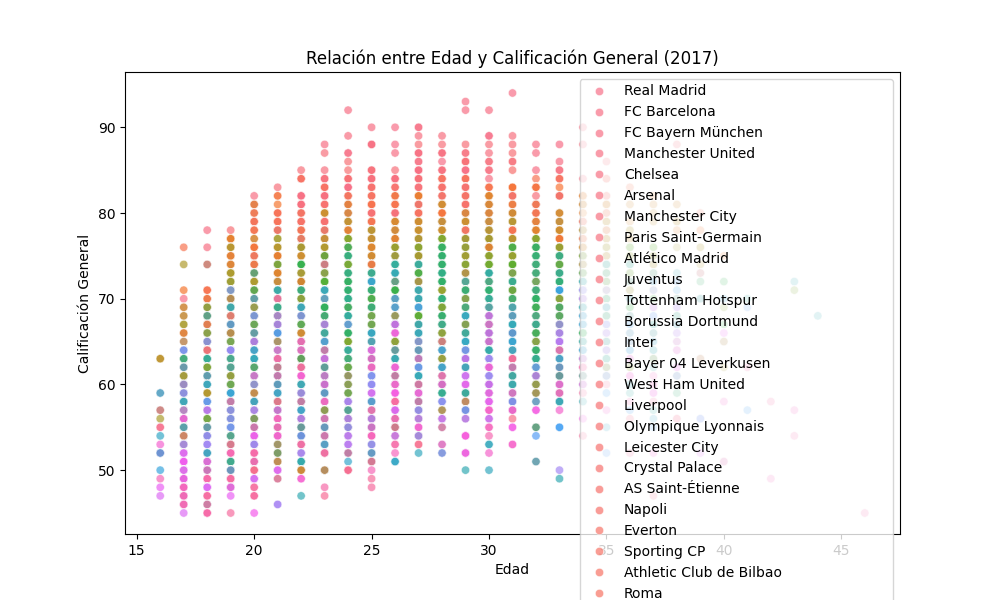 Relación entre Edad y Calificación General (2017)
Calificación General
90
80
70
60
50
15
20
25
30
35
40
45
Edad
Real Madrid
FC Barcelona
FC Bayern München
Manchester United
Chelsea
Arsenal
Manchester City
Paris Saint-Germain
Atlético Madrid
Juventus
Tottenham Hotspur
Borussia Dortmund
Inter
Bayer 04 Leverkusen
West Ham United
Liverpool
Olympique Lyonnais
Leicester City
Crystal Palace
AS Saint-Étienne
Napoli
Everton
Sporting CP
Athletic Club de Bilbao
Roma